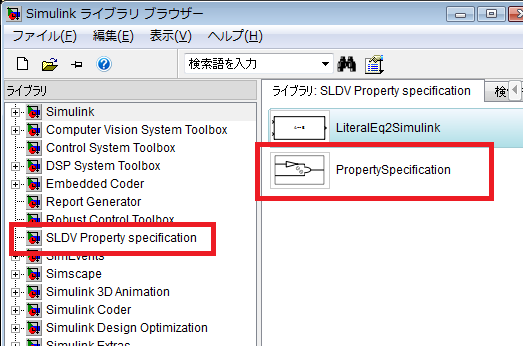 Simulink ライブラリ ブラウザー
ファイル(F) 編集(E) 表示(V) ヘルプ(H)
検索語を入力
ライブラリ
ライブラリ: SLDV Property specification
Simulink
Computer Vision System Toolbox
Control System Toolbox
DSP System Toolbox
Embedded Coder
Report Generator
Robust Control Toolbox
SLDV Property specification
SimEvents
Simscape
Simulink 3D Animation
Simulink Coder
Simulink Design Optimization
Simulink Extras
LiteralEq2Simulink
PropertySpecification